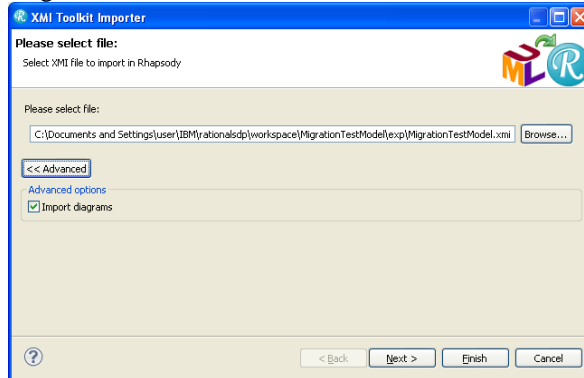 XMI Toolkit Importer
Please select file:
Select XMI file to import in Rhapsody
Please select file:
C:\Documents and Settings\user\IBM\rationalsdp\workspace\MigrationTestModel\exp\MigrationTestModel.xmi
Browse...
<< Advanced
Advanced options
Import diagrams
< Back
Next >
Finish
Cancel